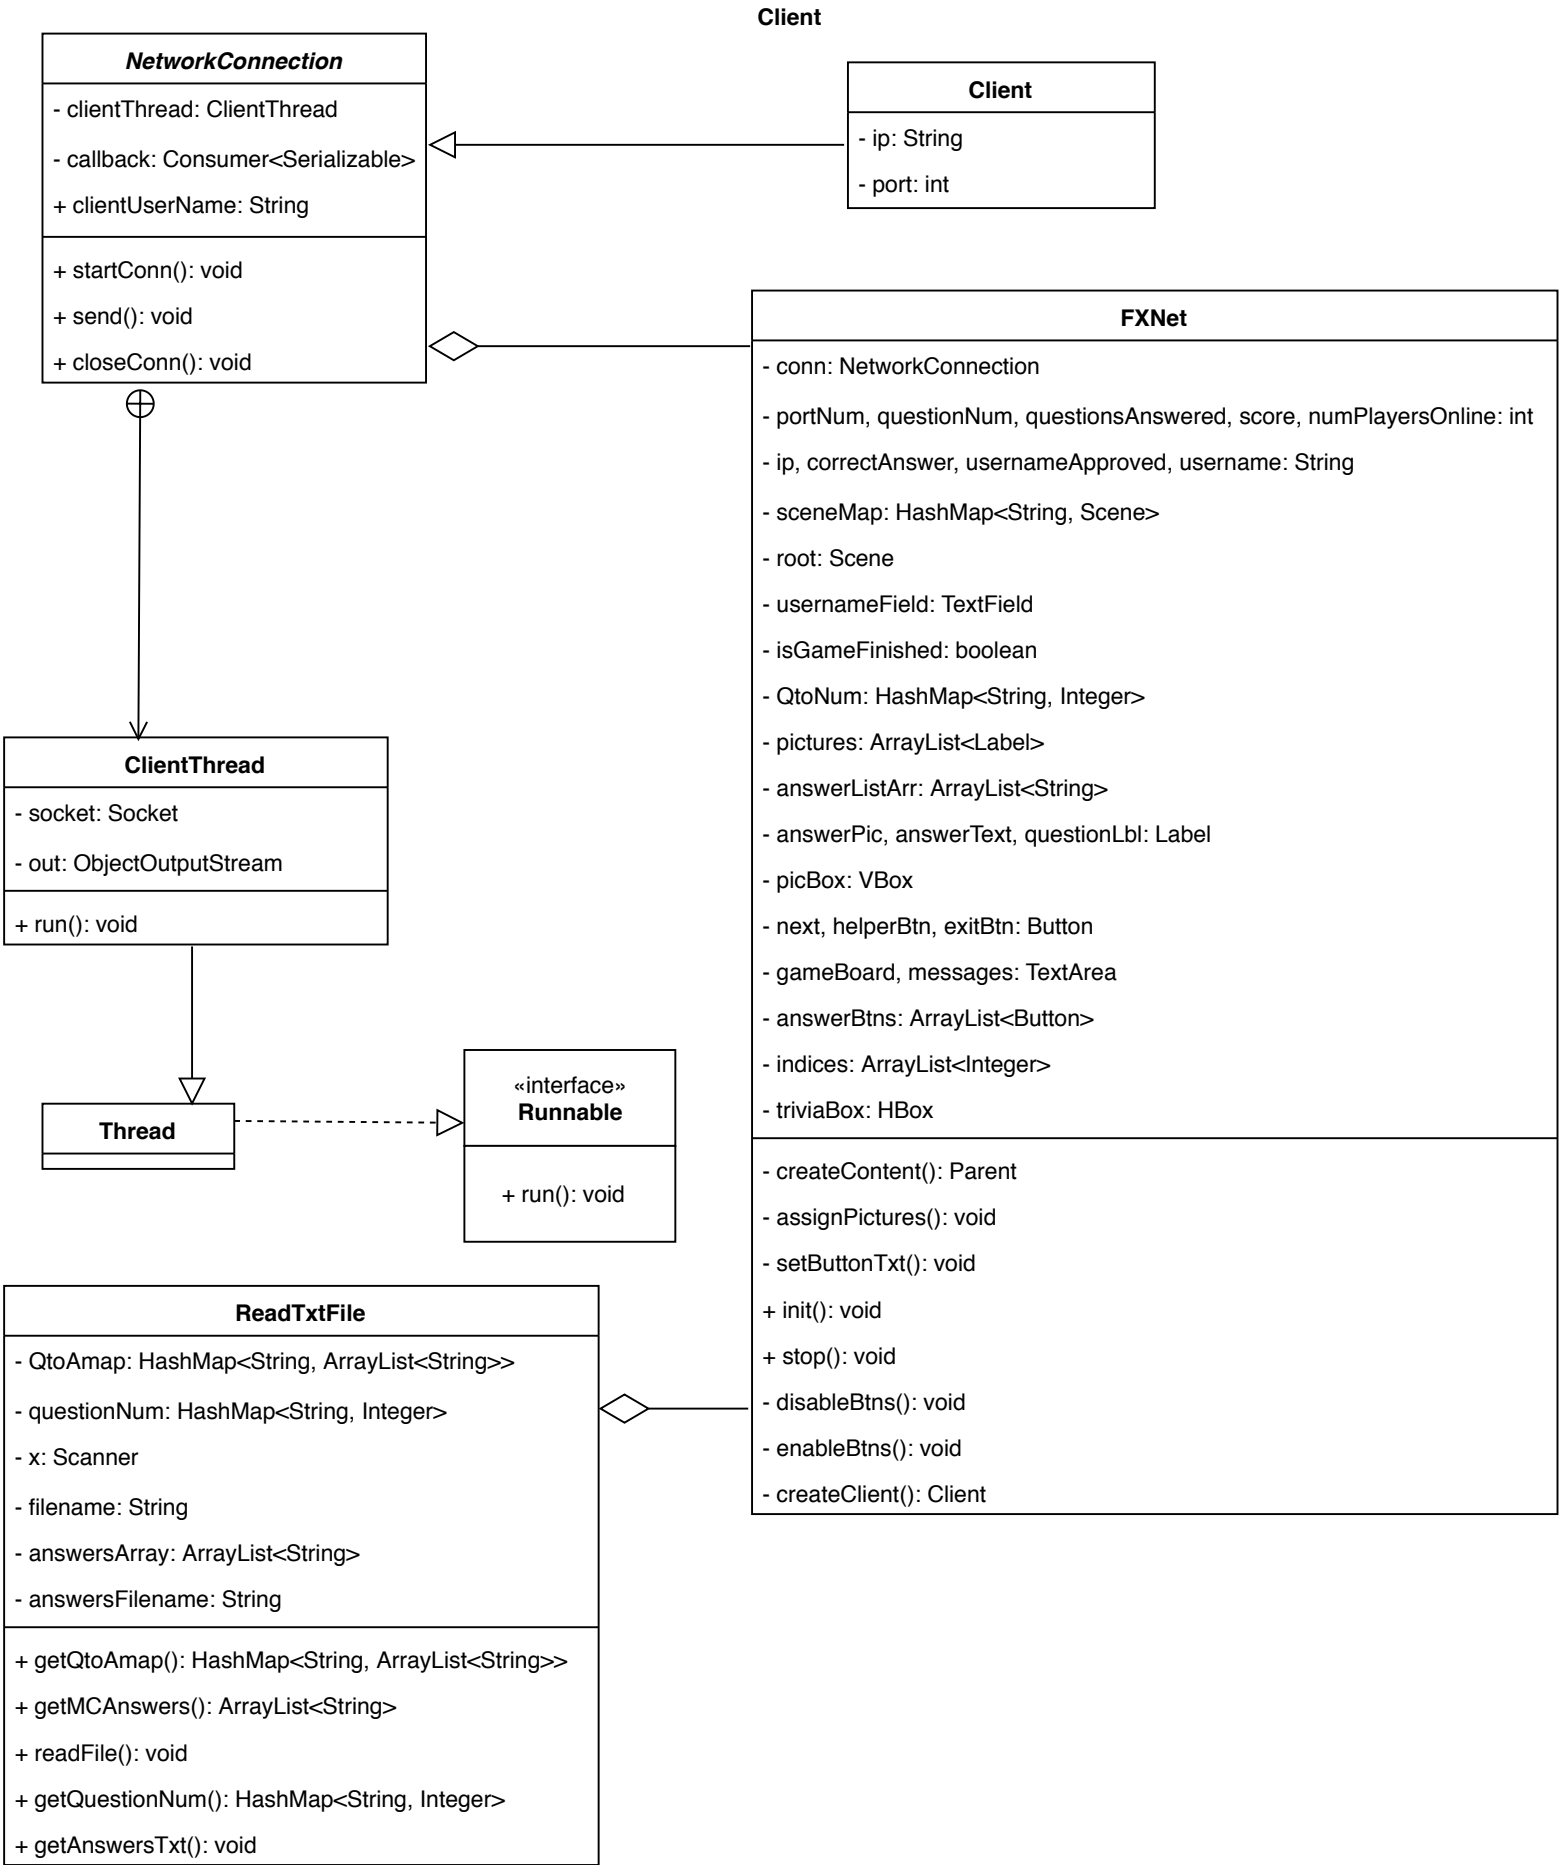 Client
NetworkConnection
- clientThread: ClientThread
- callback: Consumer<Serializable>
+ clientUserName: String
+ startConn(): void
+ send(): void
+ closeConn(): void
Client
- ip: String
- port: int
FXNet
- conn: NetworkConnection
- portNum, questionNum, questionsAnswered, score, numPlayersOnline: int
- ip, correctAnswer, usernameApproved, username: String
- sceneMap: HashMap<String, Scene>
- root: Scene
- usernameField: TextField
- isGameFinished: boolean
- QtoNum: HashMap<String, Integer>
- pictures: ArrayList<Label>
- answerListArr: ArrayList<String>
- answerPic, answerText, questionLbl: Label
- picBox: VBox
- next, helperBtn, exitBtn: Button
- gameBoard, messages: TextArea
- answerBtns: ArrayList<Button>
- indices: ArrayList<Integer>
- triviaBox: HBox
- createContent(): Parent
- assignPictures(): void
- setButtonTxt(): void
+ init(): void
+ stop(): void
- disableBtns(): void
- enableBtns(): void
- createClient(): Client
ClientThread
- socket: Socket
- out: ObjectOutputStream
+ run(): void
Thread
«interface»
Runnable
+ run(): void
ReadTxtFile
- QtoAmap: HashMap<String, ArrayList<String>>
- questionNum: HashMap<String, Integer>
- x: Scanner
- filename: String
- answersArray: ArrayList<String>
- answersFilename: String
+ getQtoAmap(): HashMap<String, ArrayList<String>>
+ getMCAnswers(): ArrayList<String>
+ readFile(): void
+ getQuestionNum(): HashMap<String, Integer>
+ getAnswersTxt(): void